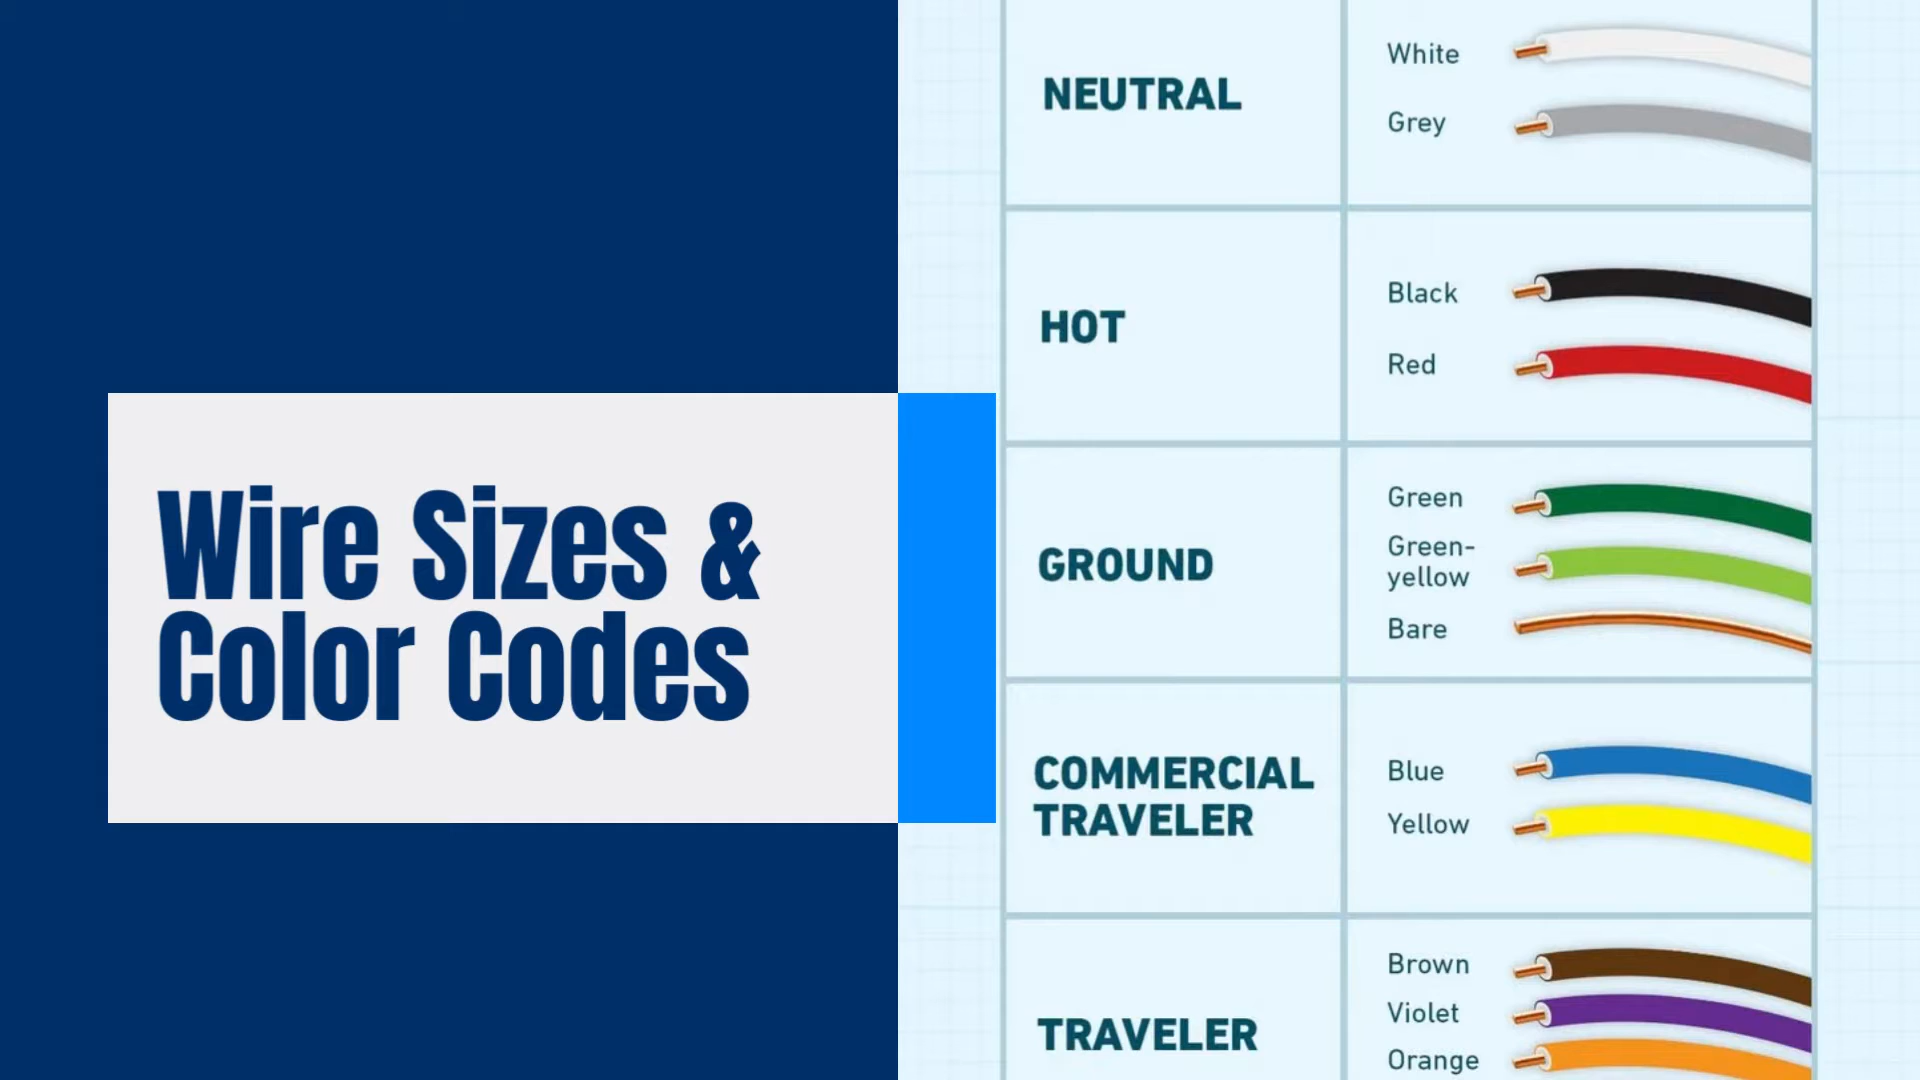 Wire Sizes &
Color Codes
NEUTRAL
White
Grey
HOT
Black
Red
GROUND
Green
Green-
yellow
Bare
COMMERCIAL
TRAVELER
Blue
Yellow
TRAVELER
Brown
Violet
Orange